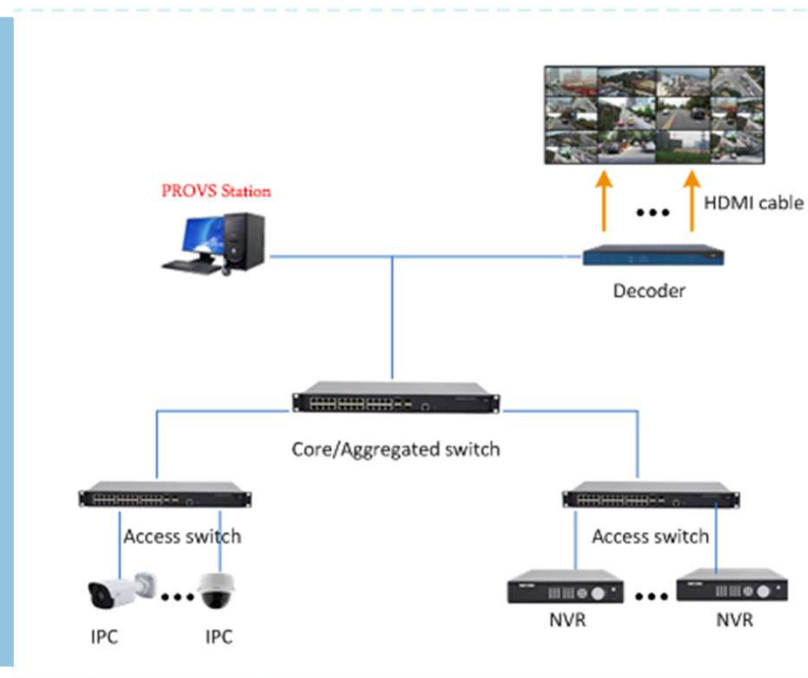 PROVS Station
HDMI cable
•••
Decoder
Core/Aggregated switch
Access switch
Access switch
•••
•••
IPC
IPC
NVR
NVR